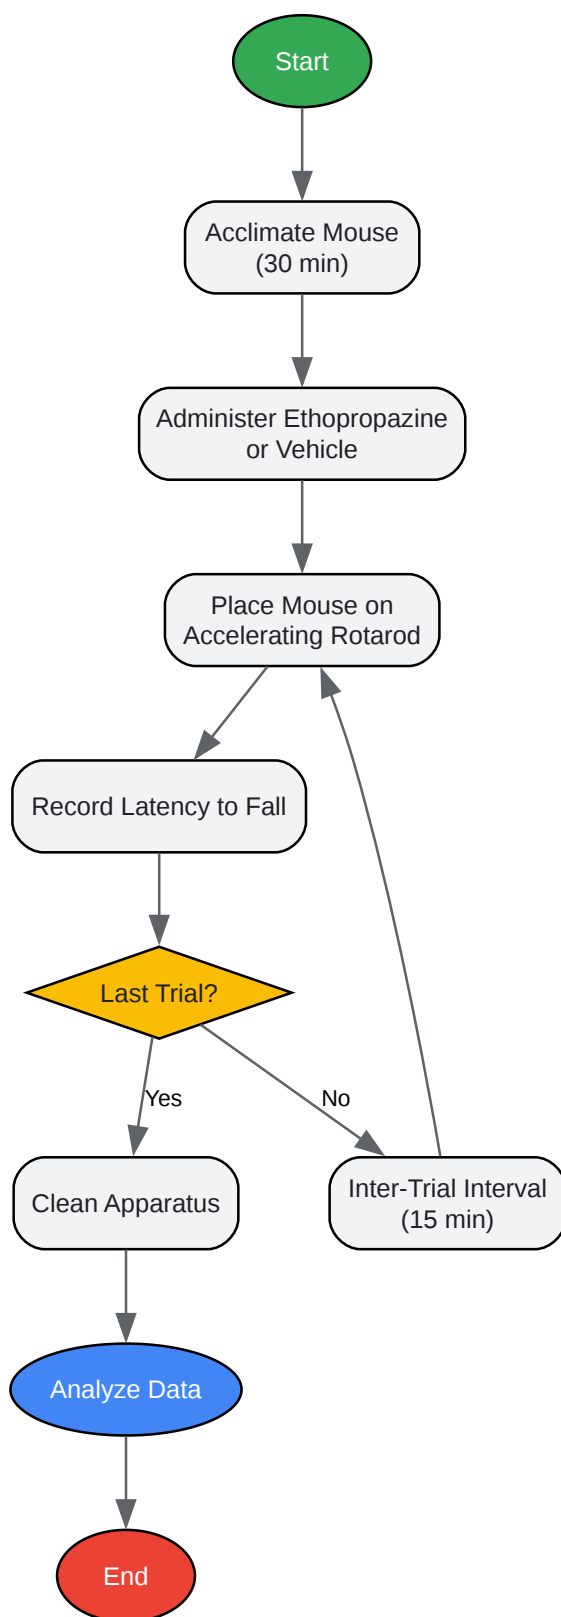 Start
Acclimate Mouse
(30 min)
Administer Ethopropazine
or Vehicle
Place Mouse on
Accelerating Rotarod
Record Latency to Fall
Last Trial?
Yes
No
Clean Apparatus
Inter-Trial Interval
(15 min)
Analyze Data
End